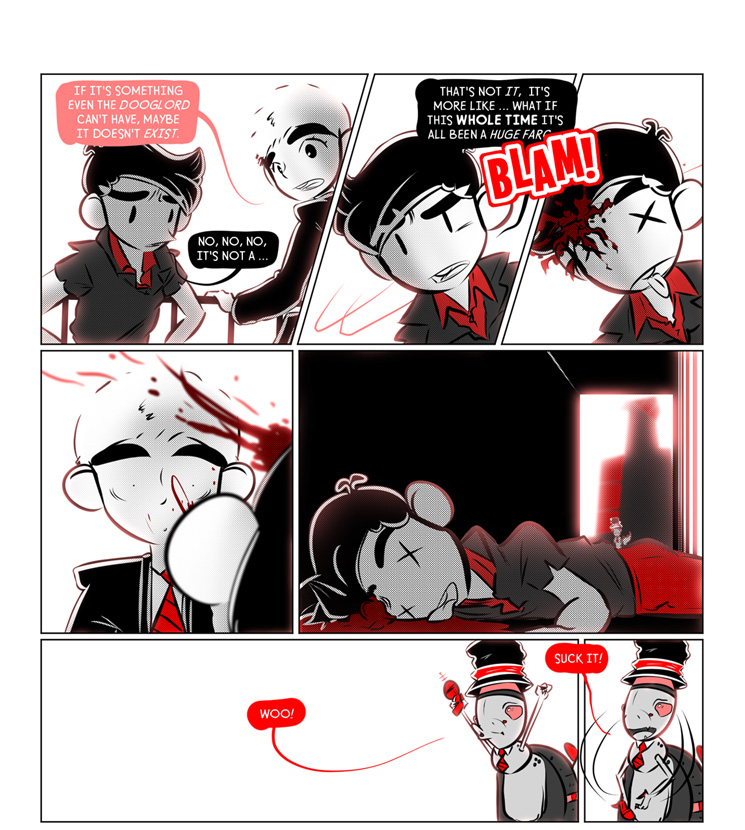 IF IT'S SOMETHING
EVEN THE DOOGLORD
CAN'T HAVE, MAYBE
IT DOESN'T EXIST.
NO, NO, NO,
IT'S NOT A ...
THAT'S NOT IT, IT'S
MORE LIKE ... WHAT IF
THIS WHOLE TIME IT'S
ALL BEEN A HUGE FARC
BLAM!
WOO!
SUCK IT!